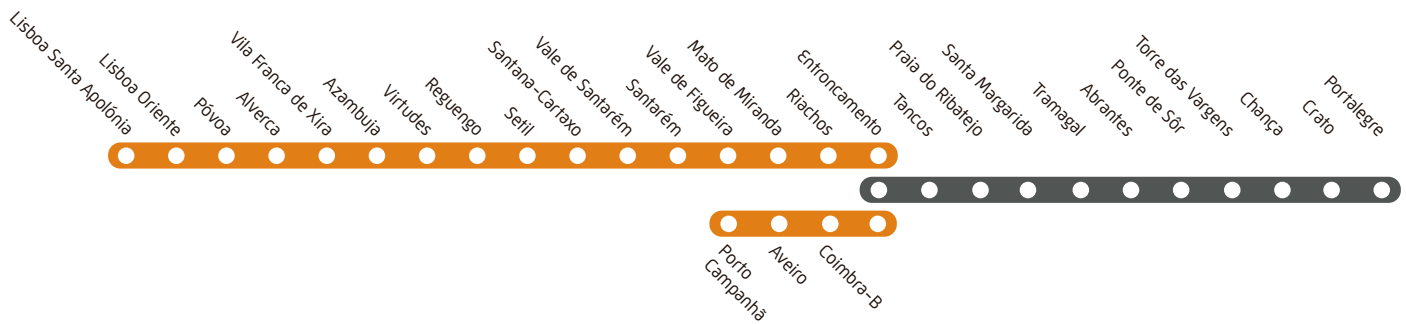 Lisboa Santa Apolónia
Lisboa Oriente
Póvoa
Alverca
Vila Franca de Xira
Azambuja
Virtudes
Reguengo
Setil
Santana-Cartaxo
Vale de Santarém
Santarém
Vale de Figueira
Mato de Miranda
Riachos
Entroncamento
Tancos
Praia do Ribatejo
Santa Margarida
Tramagal
Abrantes
Ponte de Sôr
Torre das Vargens
Chança
Crato
Portalegre
Porto
Campanhã
Aveiro
Coimbra-B